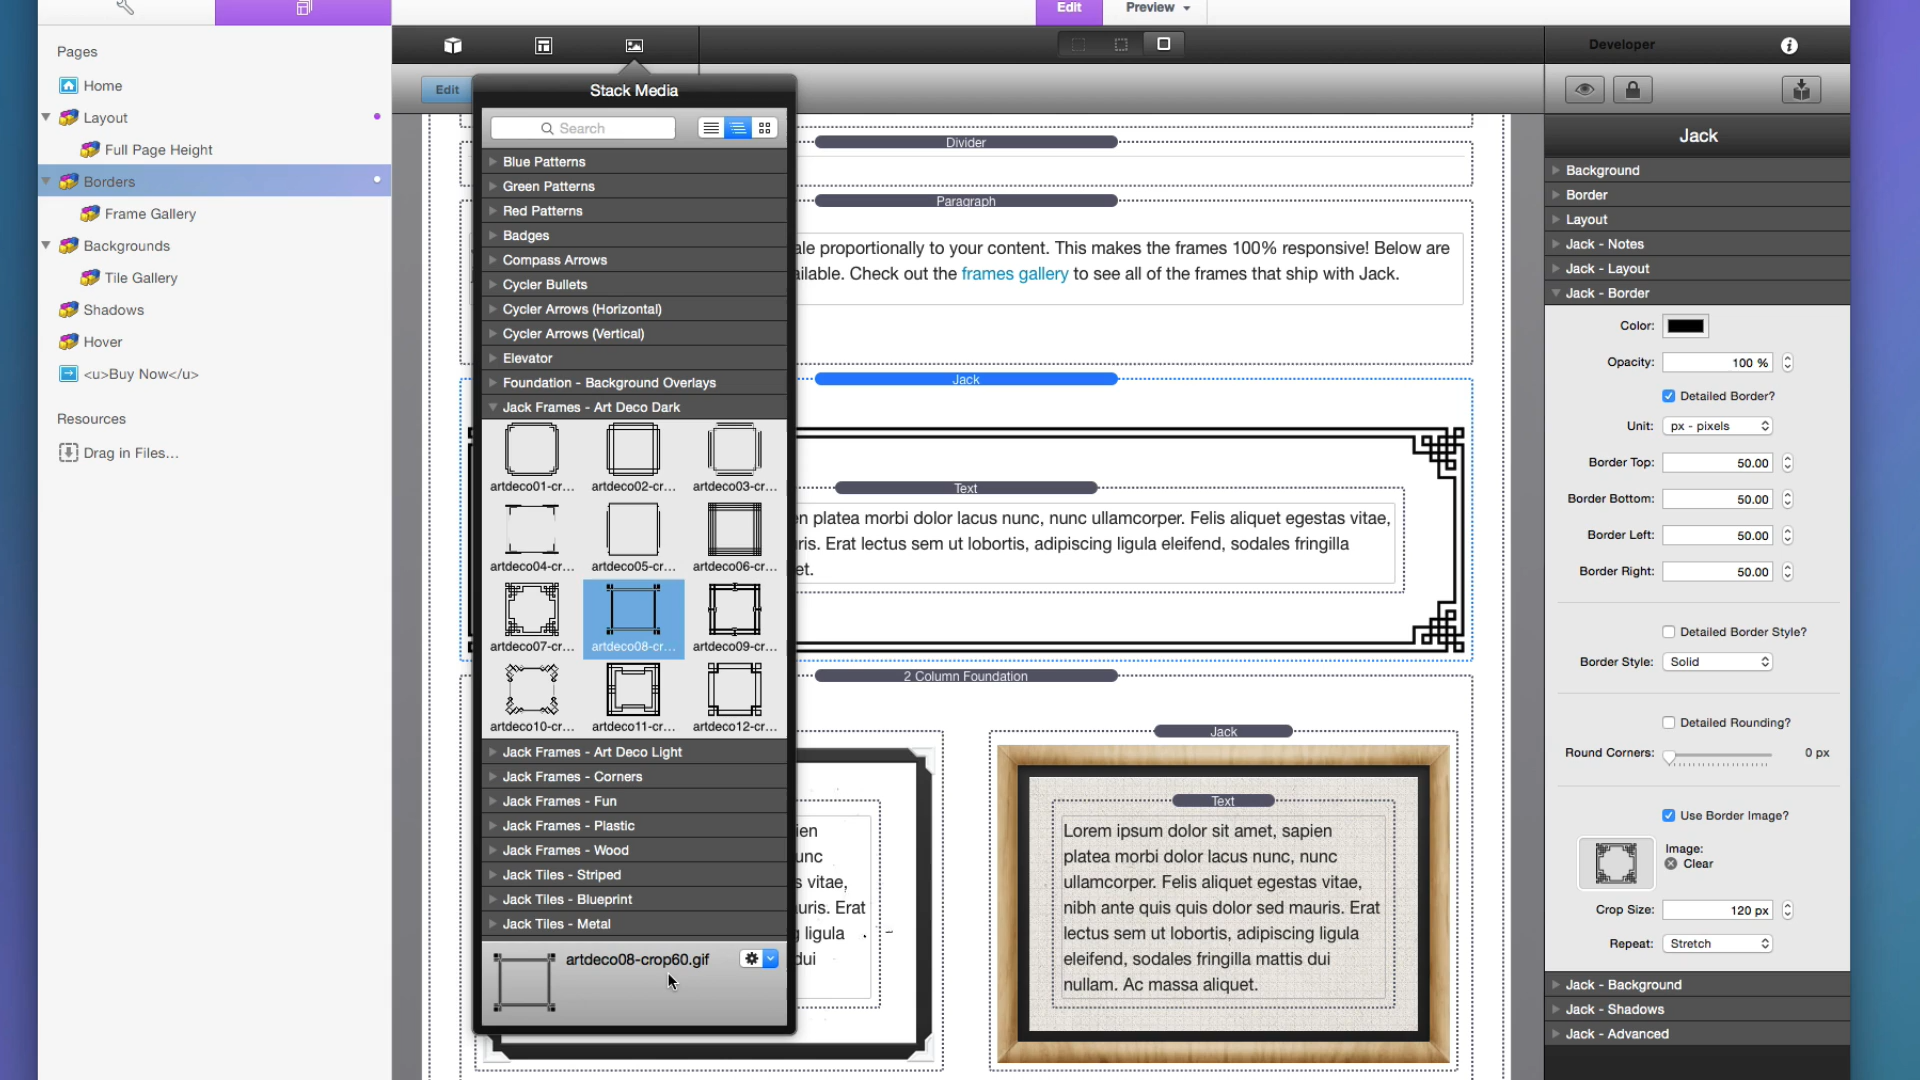 Edit
Preview
Pages
Home
Layout
Full Page Height
Borders
Frame Gallery
Backgrounds
Tile Gallery
Shadows
Hover
<u>Buy Now</u>
Resources
Drag in Files...
Edit
Stack Media
Search
Blue Patterns
Green Patterns
Red Patterns
Badges
Compass Arrows
Cycler Bullets
Cycler Arrows (Horizontal)
Cycler Arrows (Vertical)
Elevator
Foundation - Background Overlays
Jack Frames - Art Deco Dark
artdeco01-cr... artdeco02-cr... artdeco03-cr...
artdeco04-cr... artdeco05-cr... artdeco06-cr...
artdeco07-cr... artdeco08-cr... artdeco09-cr...
artdeco10-cr... artdeco11-cr... artdeco12-cr...
Jack Frames - Art Deco Light
Jack Frames - Corners
Jack Frames - Fun
Jack Frames - Plastic
Jack Frames - Wood
Jack Tiles - Striped
Jack Tiles - Blueprint
Jack Tiles - Metal
artdeco08-crop60.gif
Divider
Paragraph
ale proportionally to your content. This makes the frames 100% responsive! Below are
ailable. Check out the frames gallery to see all of the frames that ship with Jack.
Jack
Text
n platea morbi dolor lacus nunc, nunc ullamcorper. Felis aliquet egestas vitae,
ris. Erat lectus sem ut lobortis, adipiscing ligula eleifend, sodales fringilla
et.
2 Column Foundation
ien
unc
s vitae,
uris. Erat
g ligula
dui
Jack
Text
Lorem ipsum dolor sit amet, sapien
platea morbi dolor lacus nunc, nunc
ullamcorper. Felis aliquet egestas vitae,
nibh ante quis quis dolor sed mauris. Erat
lectus sem ut lobortis, adipiscing ligula
eleifend, sodales fringilla mattis dui
nullam. Ac massa aliquet.
Developer
Jack
Background
Border
Layout
Jack - Notes
Jack - Layout
Jack - Border
Color:
Opacity: 100 %
Detailed Border?
Unit: px - pixels
Border Top: 50.00
Border Bottom: 50.00
Border Left: 50.00
Border Right: 50.00
Detailed Border Style?
Border Style: Solid
Detailed Rounding?
Round Corners: 0 px
Use Border Image?
Image:
Clear
Crop Size: 120 px
Repeat: Stretch
Jack - Background
Jack - Shadows
Jack - Advanced